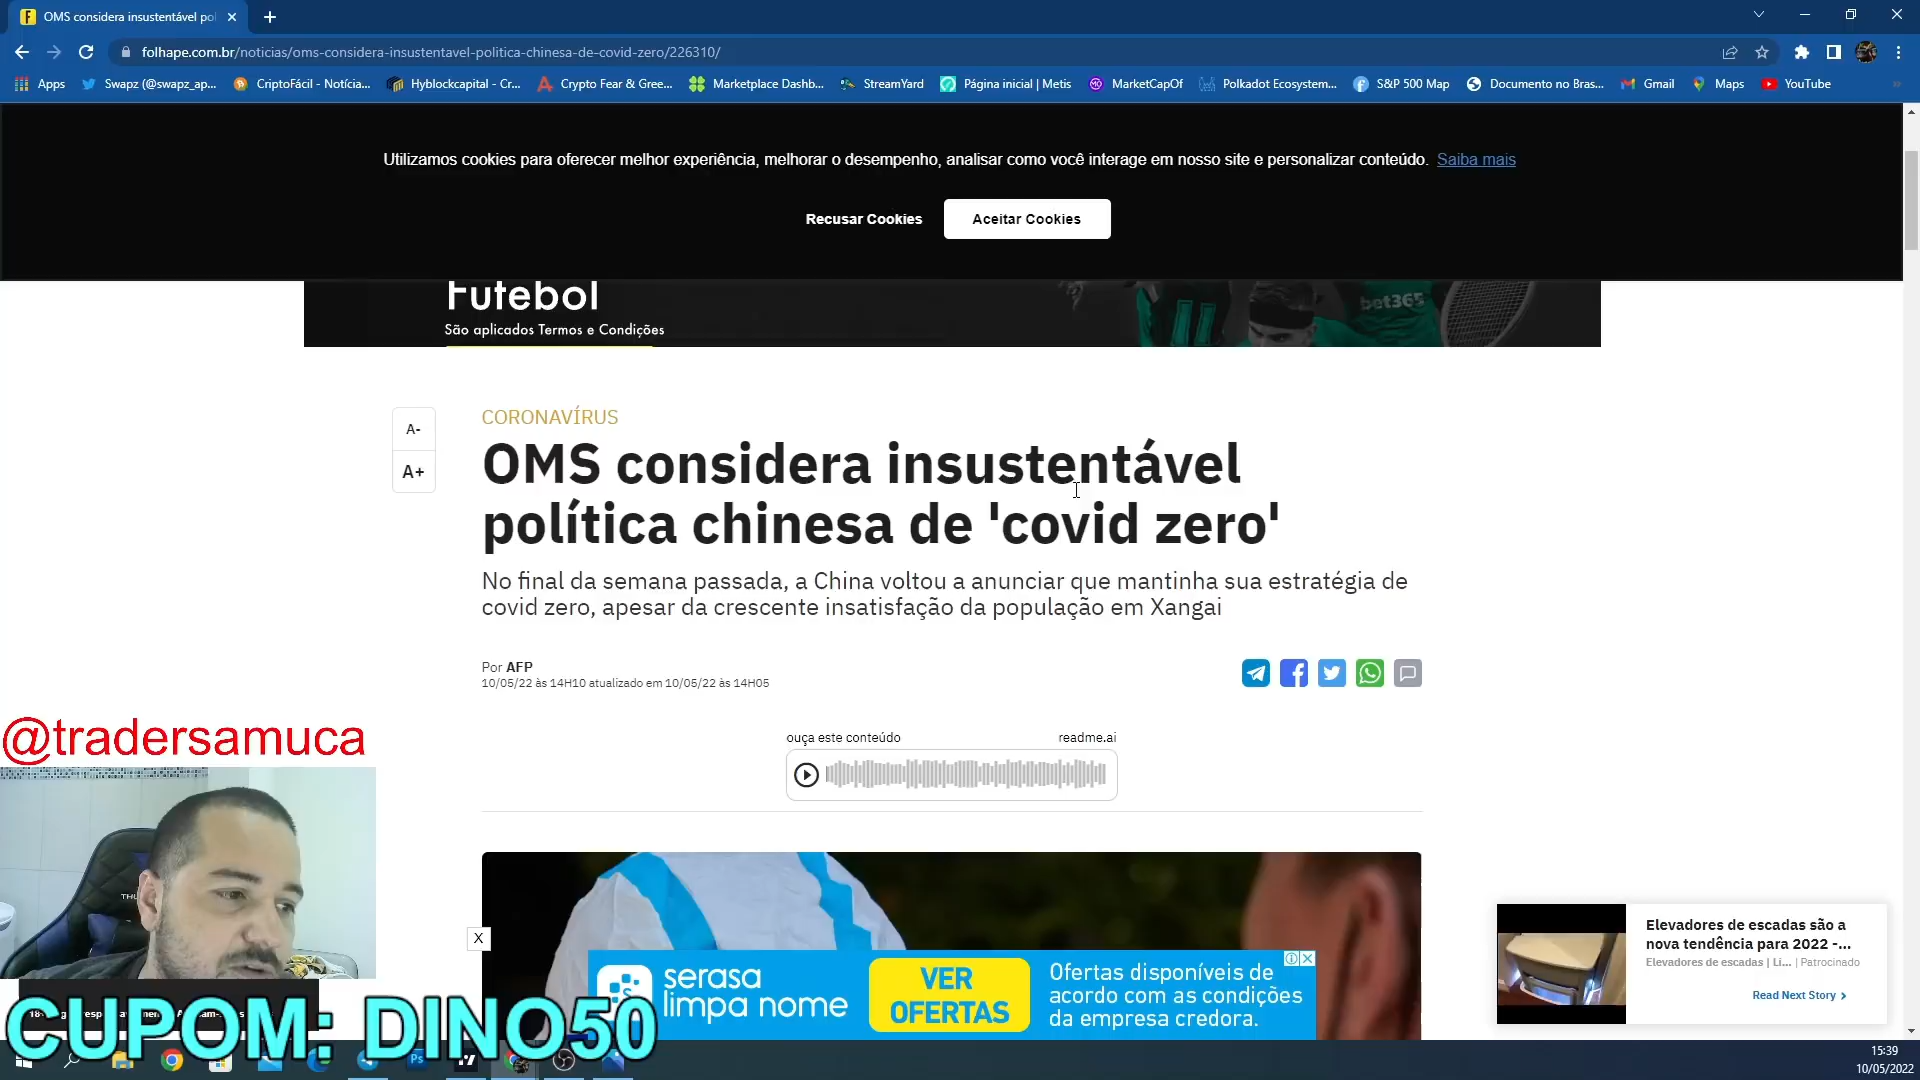 OMS considera insustentável pol
folhape.com.br/noticias/oms-considera-insustentavel-politica-chinesa-de-covid-zero/226310/
Apps
Swapz (@swapz_ap...
CriptoFácil - Notícia...
Hyblockcapital - Cr...
Crypto Fear & Gree...
Marketplace Dashb...
StreamYard
Página inicial | Metis
MarketCapOf
Polkadot Ecosystem...
S&P 500 Map
Documento no Bras...
Gmail
Maps
YouTube
Utilizamos cookies para oferecer melhor experiência, melhorar o desempenho, analisar como você interage em nosso site e personalizar conteúdo. Saiba mais
Recusar Cookies
Aceitar Cookies
Futebol
São aplicados Termos e Condições
bet365
CORONAVÍRUS
A-
A+
OMS considera insustentável
política chinesa de 'covid zero'
No final da semana passada, a China voltou a anunciar que mantinha sua estratégia de
covid zero, apesar da crescente insatisfação da população em Xangai
Por AFP
10/05/22 às 14H10 atualizado em 10/05/22 às 14H05
ouça este conteúdo
readme.ai
@tradersamuca
X
serasa
limpa nome
VER
OFERTAS
Ofertas disponíveis de
acordo com as condições
da empresa credora.
Elevadores de escadas são a
nova tendência para 2022 -...
Elevadores de escadas | Li... | Patrocinado
Read Next Story
CUPOM: DINO50
15:39
10/05/2022